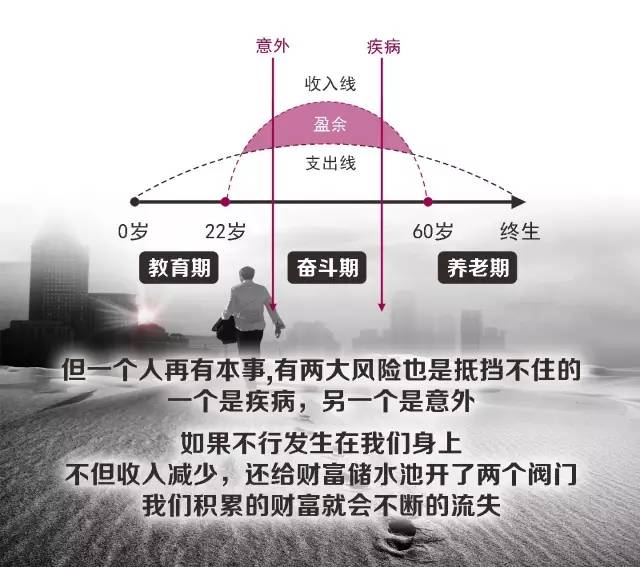 意外 疾病
收入线
盈余
支出线
0岁 22岁 60岁 终生
教育期 奋斗期 养老期
但一个人再有本事,有两大风险也是抵挡不住的
一个是疾病，另一个是意外
如果不行发生在我们身上
不但收入减少，还给财富储水池开了两个阀门
我们积累的财富就会不断的流失